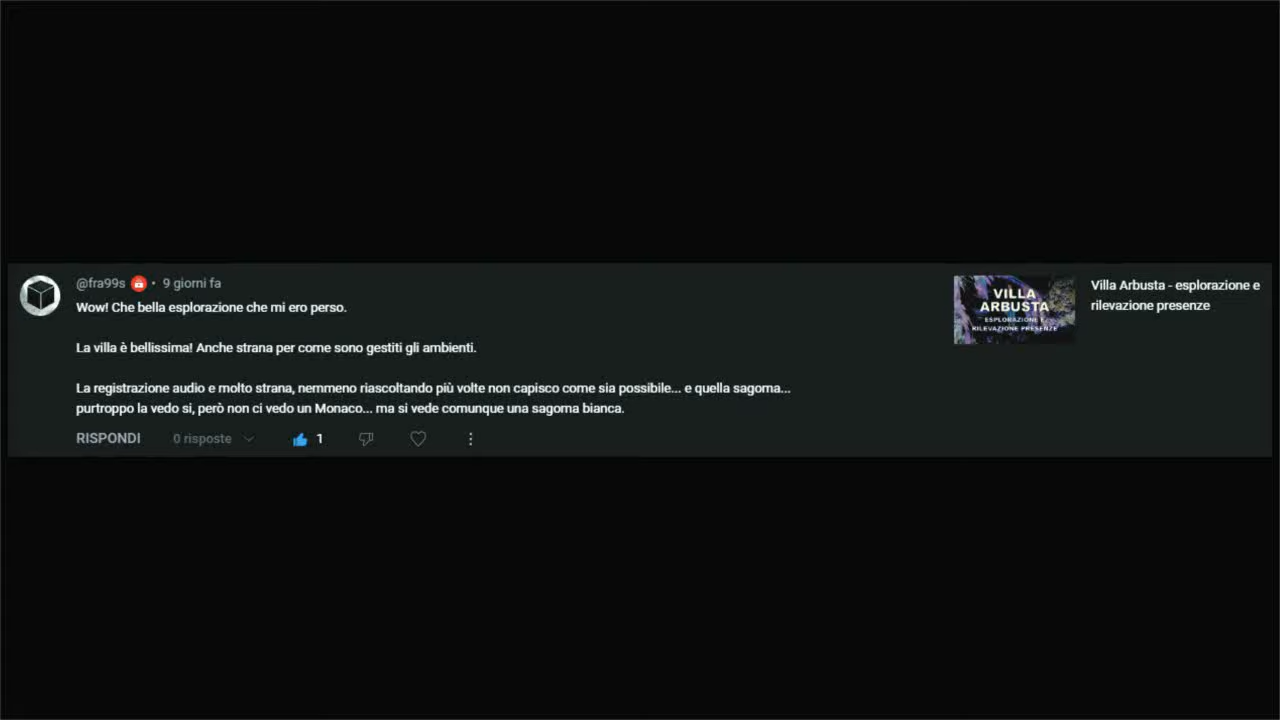 @fra99s • 9 giorni fa
Wow! Che bella esplorazione che mi ero perso.
La villa è bellissima! Anche strana per come sono gestiti gli ambienti.
La registrazione audio e molto strana, nemmeno riascoltando più volte non capisco come sia possibile... e quella sagoma...
purtroppo la vedo si, però non ci vedo un Monaco... ma si vede comunque una sagoma bianca.
RISPONDI 0 risposte 1
VILLA
ARBUSTA
ESPLORAZIONE E
RILEVAZIONE PRESENZE
Villa Arbusta - esplorazione e
rilevazione presenze